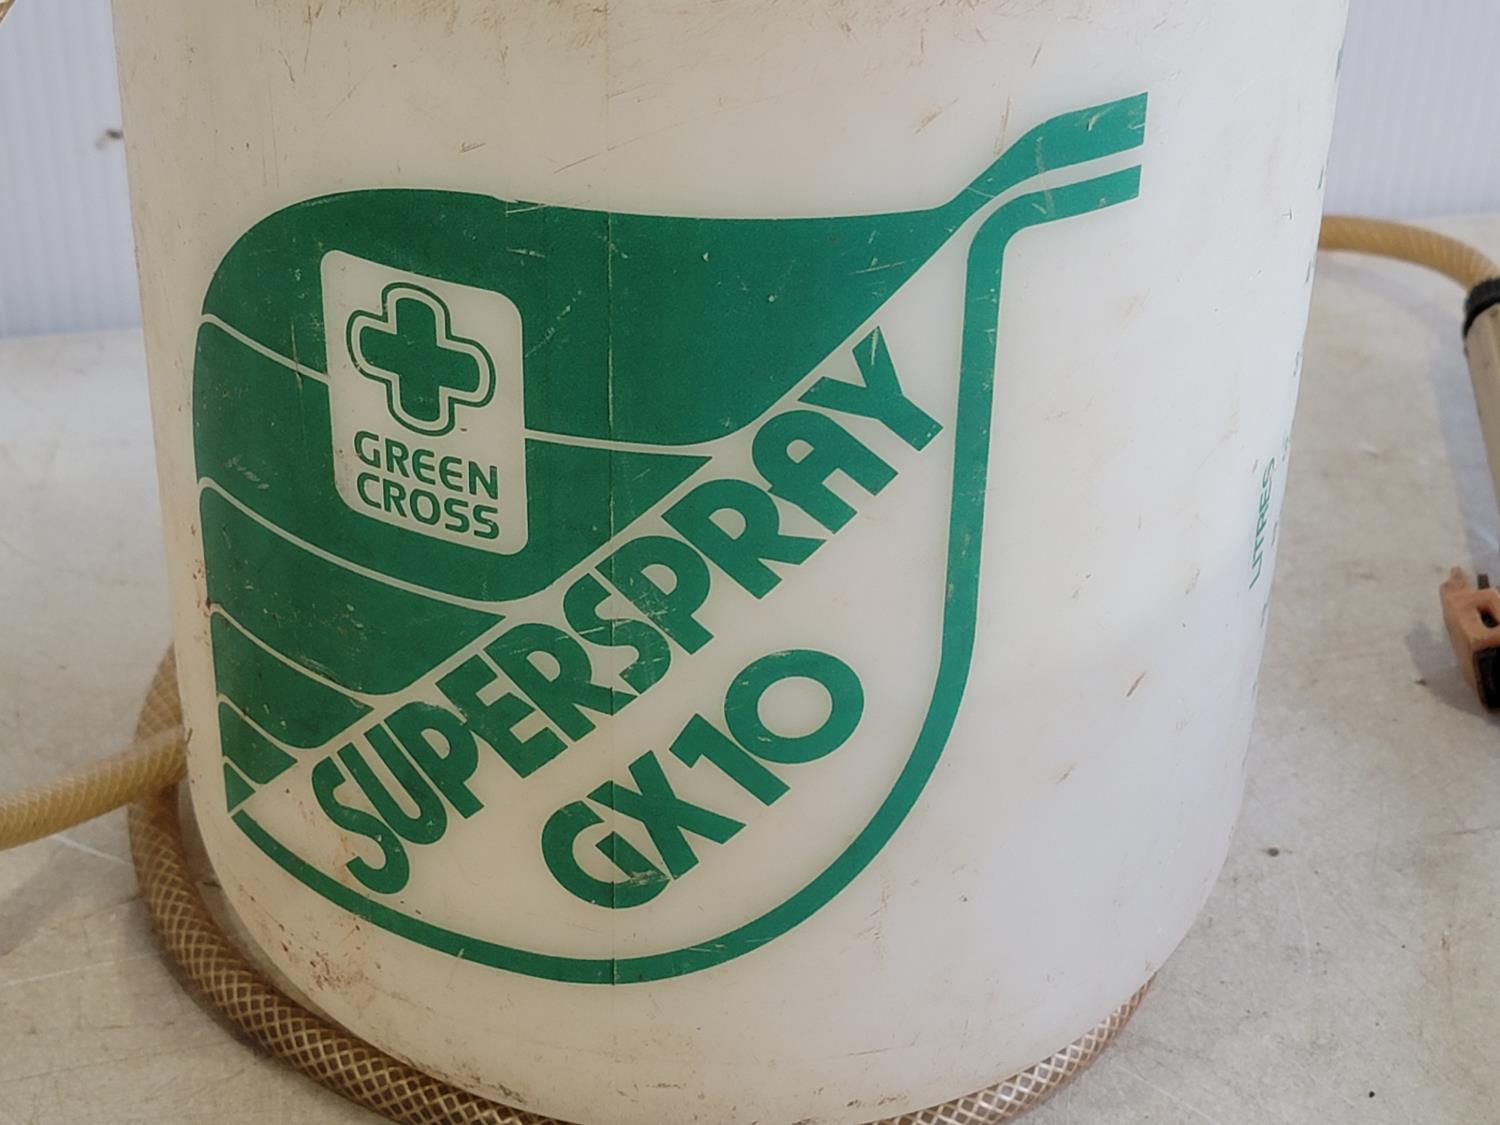 GREEN
CROSS
SUPERSPRAY
GX10
LITRES